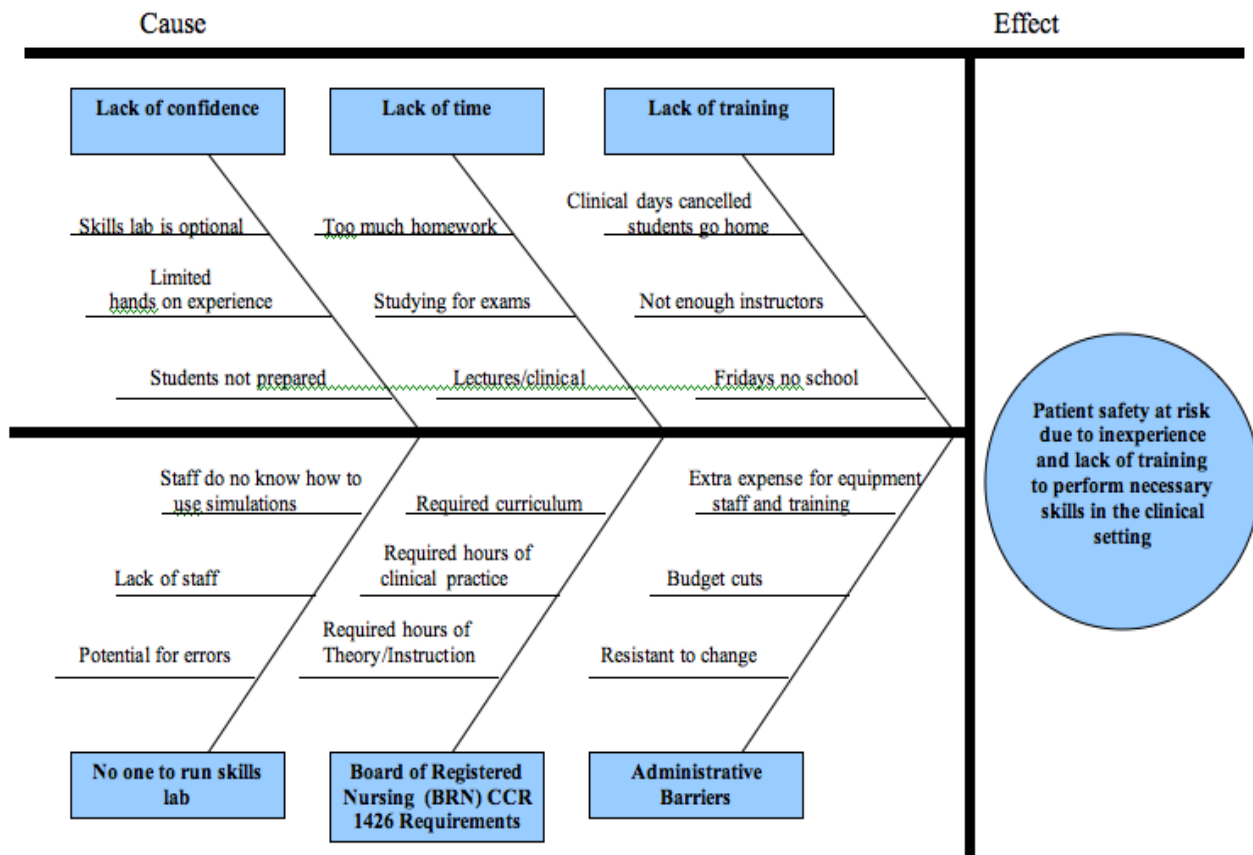 Cause
Effect
Lack of confidence
Lack of time
Lack of training
Skills lab is optional
Too much homework
Clinical days cancelled
students go home
Limited
hands on experience
Studying for exams
Not enough instructors
Students not prepared
Lectures/clinical
Fridays no school
Patient safety at risk
due to inexperience
and lack of training
to perform necessary
skills in the clinical
setting
Staff do no know how to
use simulations
Required curriculum
Extra expense for equipment
staff and training
Lack of staff
Required hours of
clinical practice
Budget cuts
Potential for errors
Required hours of
Theory/Instruction
Resistant to change
No one to run skills
lab
Board of Registered
Nursing (BRN) CCR
1426 Requirements
Administrative
Barriers